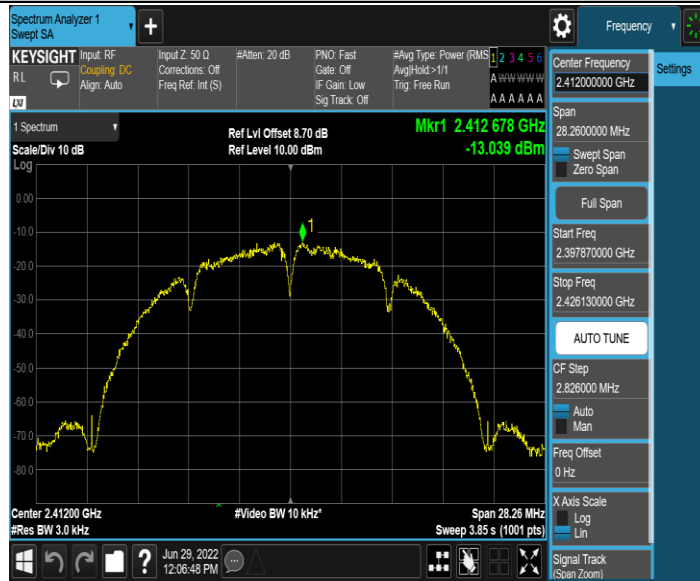 Spectrum Analyzer 1
Swept SA
+
Frequency
KEYSIGHT
RL
LXI
Input: RF
Coupling: DC
Align: Auto
Input Z: 50 Ω
Corrections: Off
Freq Ref: Int (S)
#Atten: 20 dB
PNO: Fast
Gate: Off
IF Gain: Low
Sig Track: Off
#Avg Type: Power (RMS
Avg|Hold:>1/1
Trig: Free Run
1 2 3 4 5 6
A W W W W W
A A A A A A
1 Spectrum
Scale/Div 10 dB
Log
Ref Lvl Offset 8.70 dB
Ref Level 10.00 dBm
Mkr1 2.412 678 GHz
-13.039 dBm
0.00
-10.0
-20.0
-30.0
-40.0
-50.0
-60.0
-70.0
-80.0
1
Center 2.41200 GHz
#Res BW 3.0 kHz
#Video BW 10 kHz*
Span 28.26 MHz
Sweep 3.85 s (1001 pts)
?
Jun 29, 2022
12:06:48 PM
Center Frequency
2.412000000 GHz
Settings
Span
28.2600000 MHz
Swept Span
Zero Span
Full Span
Start Freq
2.397870000 GHz
Stop Freq
2.426130000 GHz
AUTO TUNE
CF Step
2.826000 MHz
Auto
Man
Freq Offset
0 Hz
X Axis Scale
Log
Lin
Signal Track
(Span Zoom)